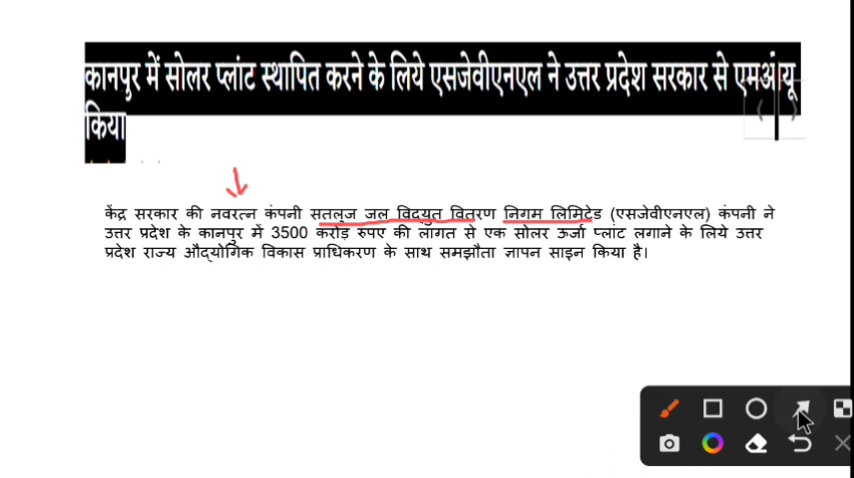 कानपुर में सोलर प्लांट स्थापित करने के लिये एसजेवीएनएल ने उत्तर प्रदेश सरकार से एमओयू
किया
केंद्र सरकार की नवरत्न कंपनी सतलुज जल विद्युत वितरण निगम लिमिटेड (एसजेवीएनएल) कंपनी ने
उत्तर प्रदेश के कानपुर में 3500 करोड़ रुपए की लागत से एक सोलर ऊर्जा प्लांट लगाने के लिये उत्तर
प्रदेश राज्य औद्योगिक विकास प्राधिकरण के साथ समझौता ज्ञापन साइन किया है।